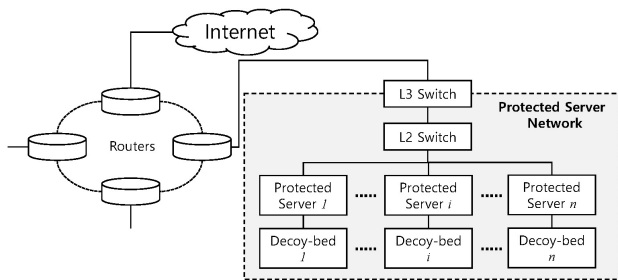 Internet
Routers
L3 Switch
Protected Server
Network
L2 Switch
Protected
Server 1
Protected
Server i
Protected
Server n
Decoy-bed
1
Decoy-bed
i
Decoy-bed
n